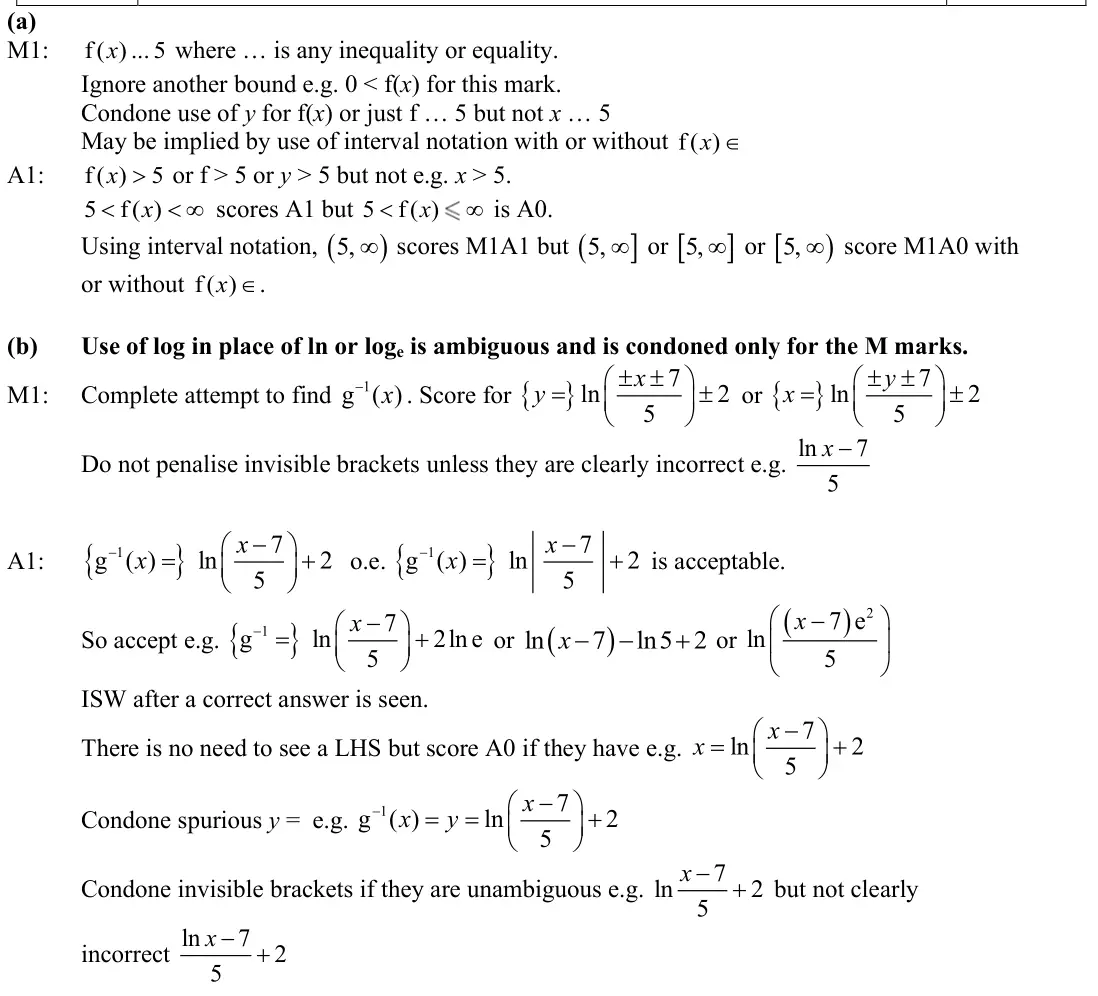 (a)
M1: f(x) ... 5 where … is any inequality or equality.
Ignore another bound e.g. 0 < f(x) for this mark.
Condone use of y for f(x) or just f … 5 but not x … 5
May be implied by use of interval notation with or without f(x) ∈
A1: f(x) > 5 or f > 5 or y > 5 but not e.g. x > 5.
5 < f(x) < ∞ scores A1 but 5 < f(x) ⩽ ∞ is A0.
Using interval notation, (5, ∞) scores M1A1 but (5, ∞] or [5, ∞] or [5, ∞) score M1A0 with
or without f(x) ∈ .
(b) Use of log in place of ln or logₑ is ambiguous and is condoned only for the M marks.
M1: Complete attempt to find g⁻¹(x). Score for {y =} ln((±x ± 7)/5) ± 2 or {x =} ln((±y ± 7)/5) ± 2
Do not penalise invisible brackets unless they are clearly incorrect e.g. (ln x − 7)/5
A1: {g⁻¹(x) =} ln((x − 7)/5) + 2 o.e. {g⁻¹(x) =} ln|(x − 7)/5| + 2 is acceptable.
So accept e.g. {g⁻¹ =} ln((x − 7)/5) + 2 ln e or ln(x − 7) − ln 5 + 2 or ln(((x − 7)e²)/5)
ISW after a correct answer is seen.
There is no need to see a LHS but score A0 if they have e.g. x = ln((x − 7)/5) + 2
Condone spurious y = e.g. g⁻¹(x) = y = ln((x − 7)/5) + 2
Condone invisible brackets if they are unambiguous e.g. ln (x − 7)/5 + 2 but not clearly
incorrect (ln x − 7)/5 + 2